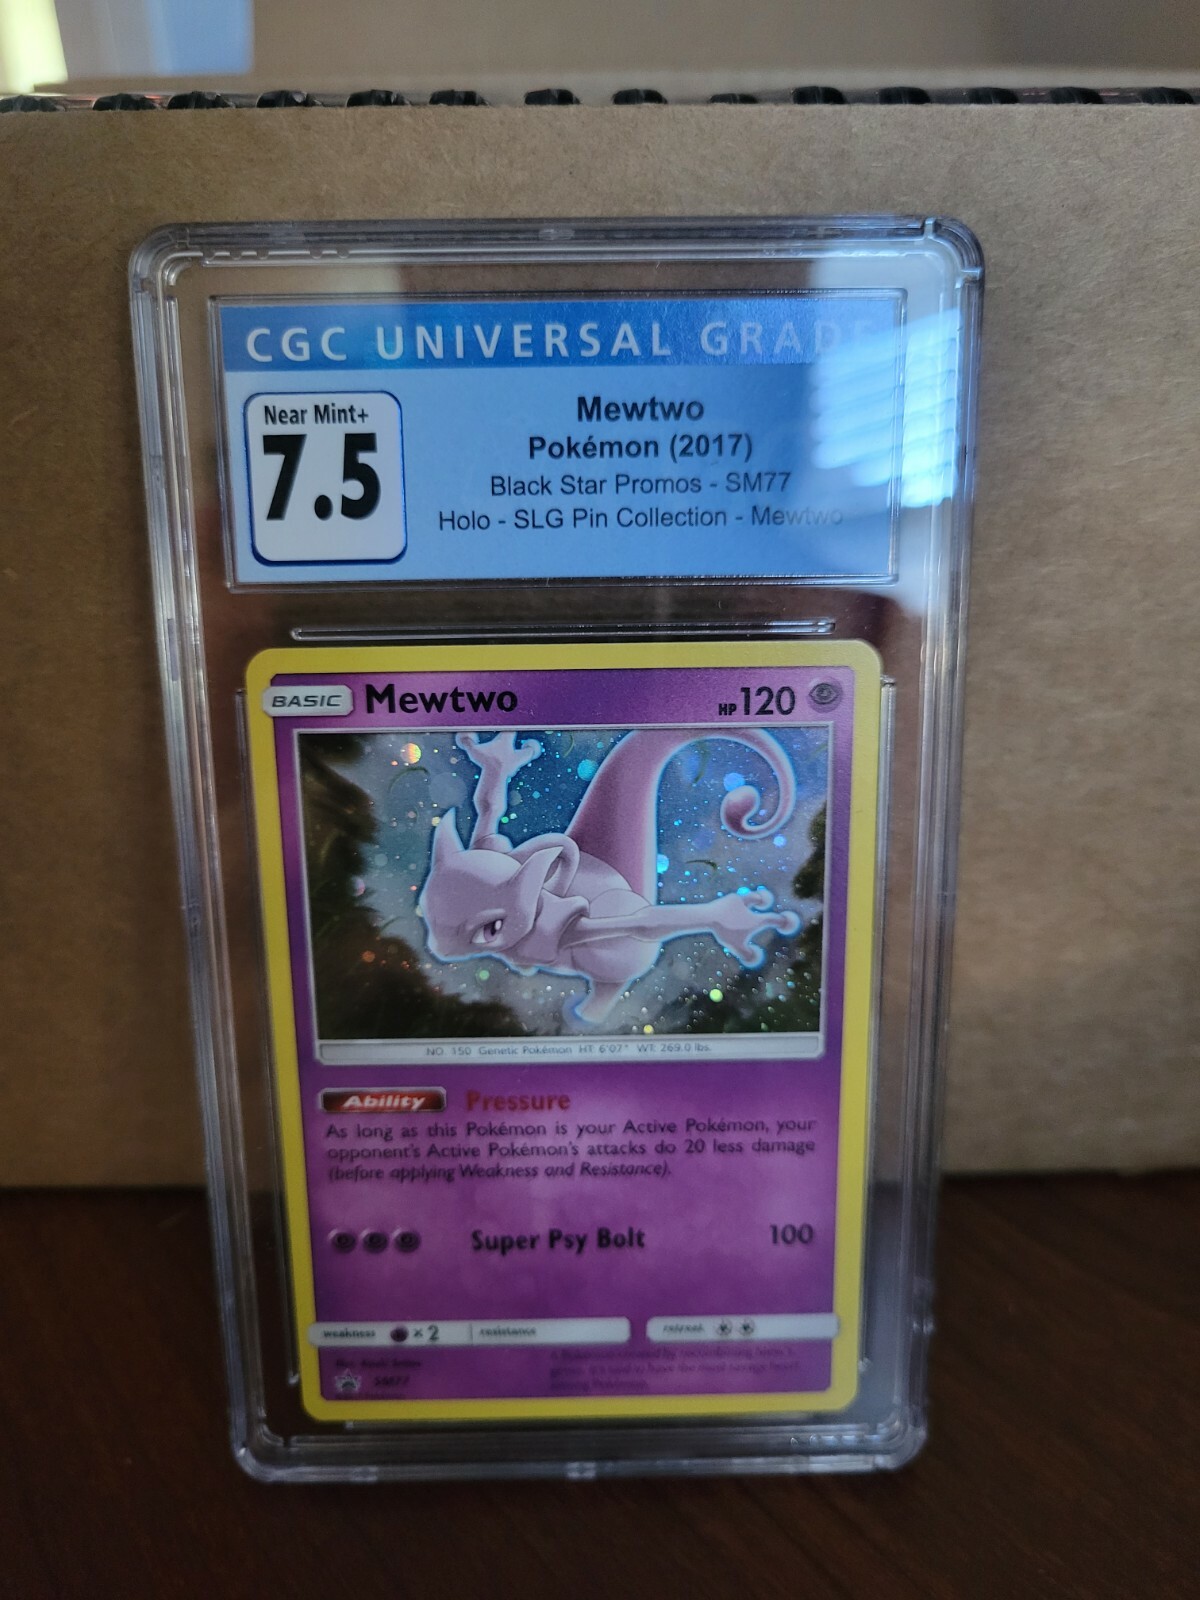 CGC UNIVERSAL GRADE
Near Mint+
7.5
Mewtwo
Pokémon (2017)
Black Star Promos - SM77
Holo - SLG Pin Collection - Mewtwo
BASIC Mewtwo HP 120
NO. 150 Genetic Pokémon HT: 6'07" WT: 269.0 lbs.
Ability Pressure
As long as this Pokémon is your Active Pokémon, your
opponent's Active Pokémon's attacks do 20 less damage
(before applying Weakness and Resistance).
Super Psy Bolt 100
weakness × 2 resistance retreat
SM77